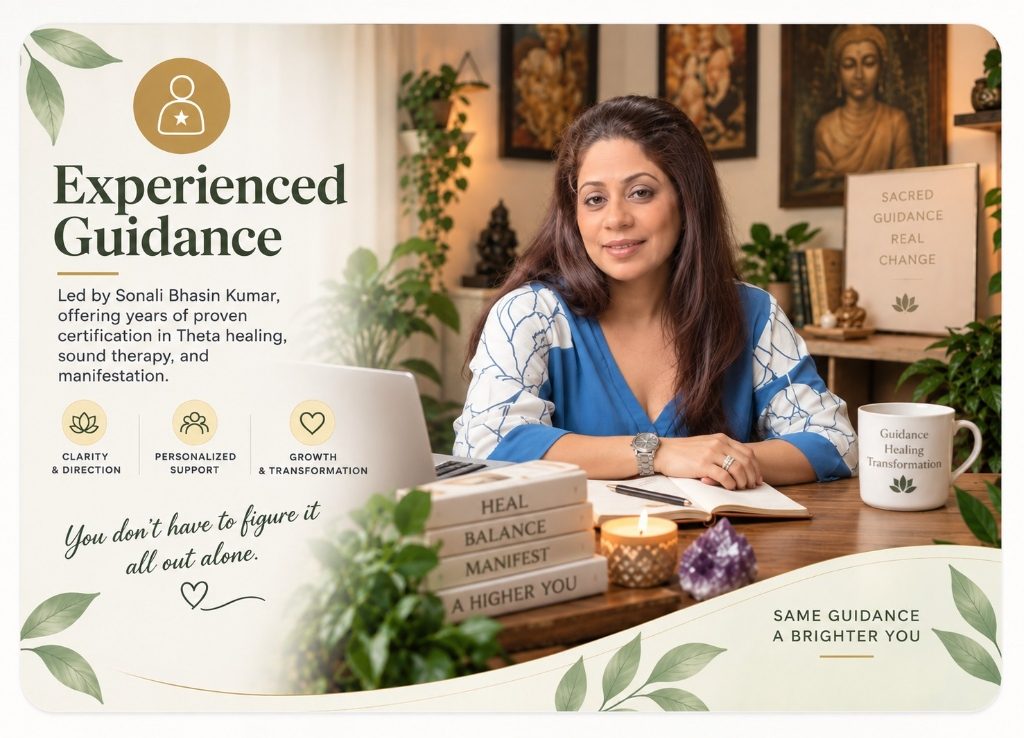 Experienced
Guidance
Led by Sonali Bhasin Kumar,
offering years of proven
certification in Theta healing,
sound therapy, and
manifestation.
CLARITY
& DIRECTION
PERSONALIZED
SUPPORT
GROWTH
& TRANSFORMATION
You don't have to figure it
all out alone.
SACRED
GUIDANCE
REAL
CHANGE
Guidance
Healing
Transformation
HEAL
BALANCE
MANIFEST
A HIGHER YOU
SAME GUIDANCE
A BRIGHTER YOU